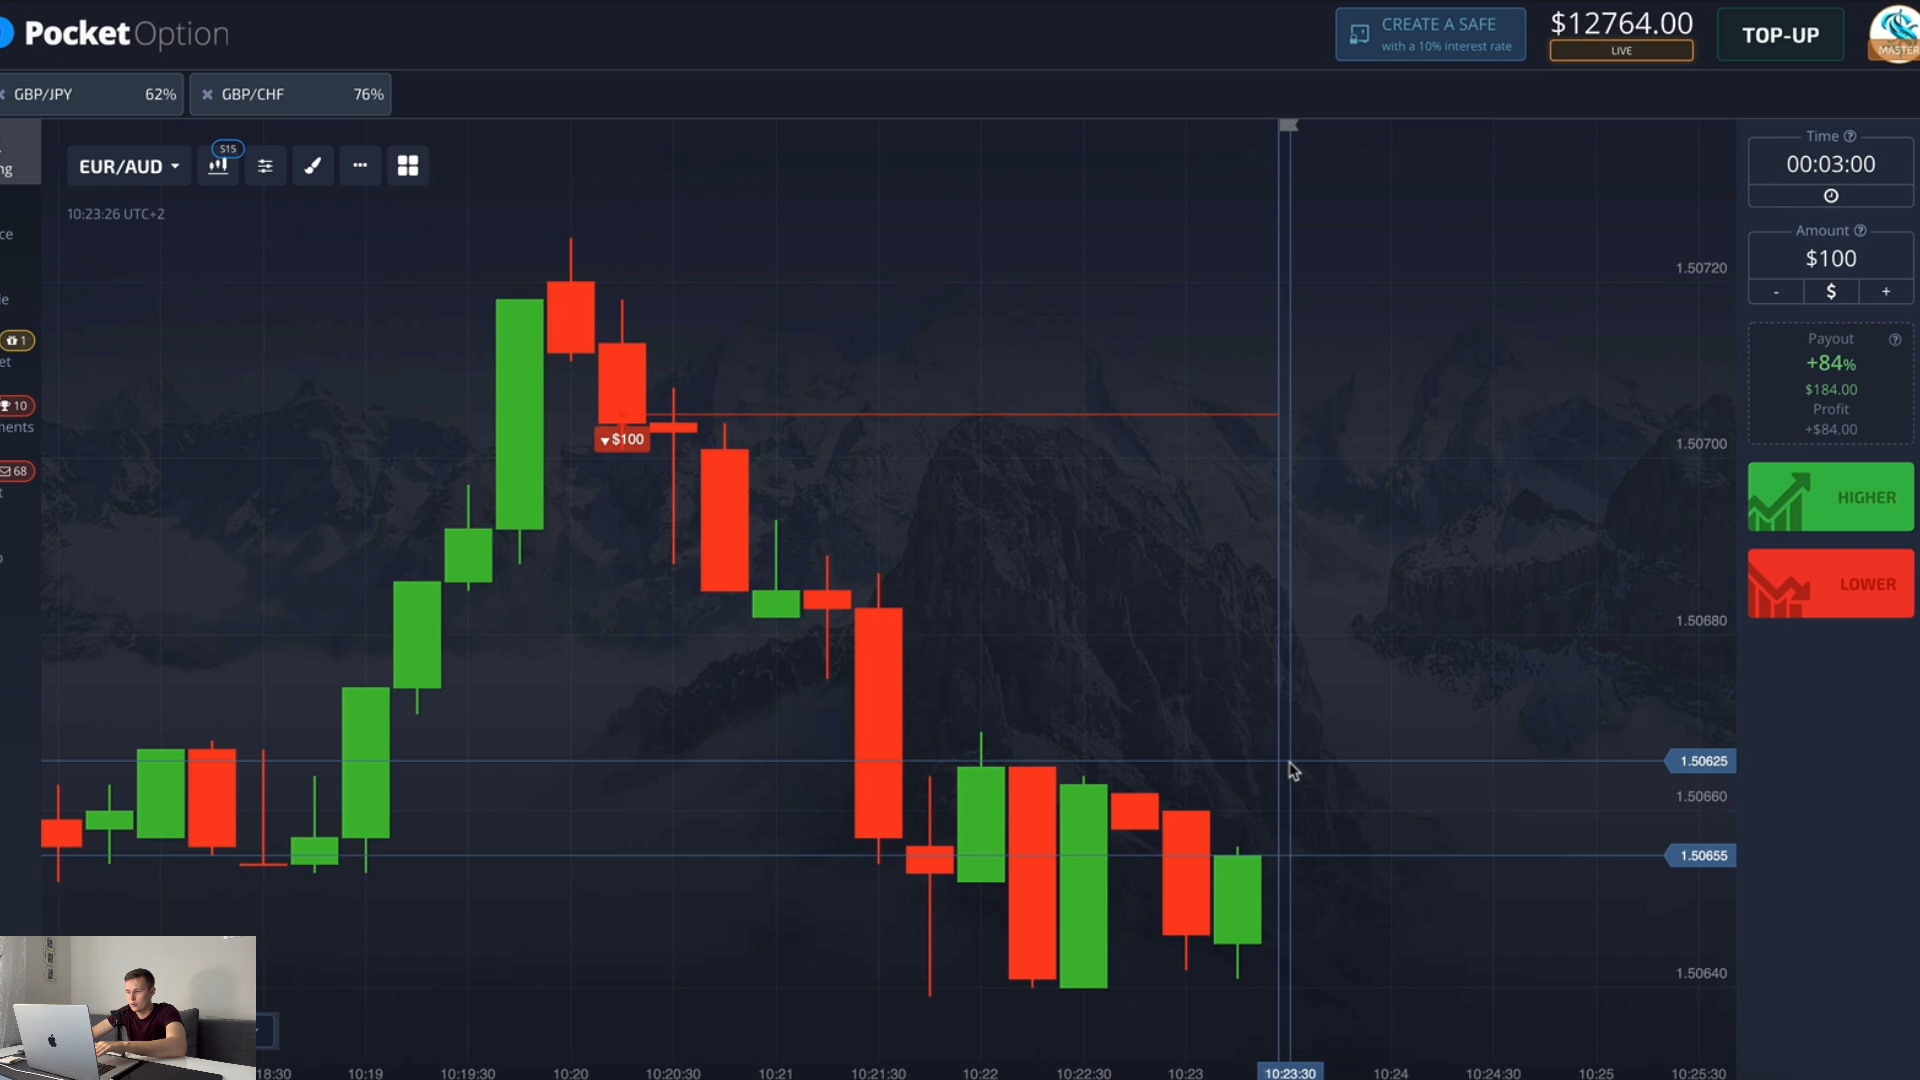 PocketOption
CREATE A SAFE
with a 10% interest rate
$12764.00
LIVE
TOP-UP
MASTER
GBP/JPY 62%
GBP/CHF 76%
EUR/AUD
S15
10:23:26 UTC+2
Time
00:03:00
Amount
$100
- $ +
Payout
+84%
$184.00
Profit
+$84.00
HIGHER
LOWER
1
10
68
$100
1.50720
1.50700
1.50680
1.50625
1.50660
1.50655
1.50640
18:30 10:19 10:19:30 10:20 10:20:30 10:21 10:21:30 10:22 10:22:30 10:23 10:23:30 10:24 10:24:30 10:25 10:25:30